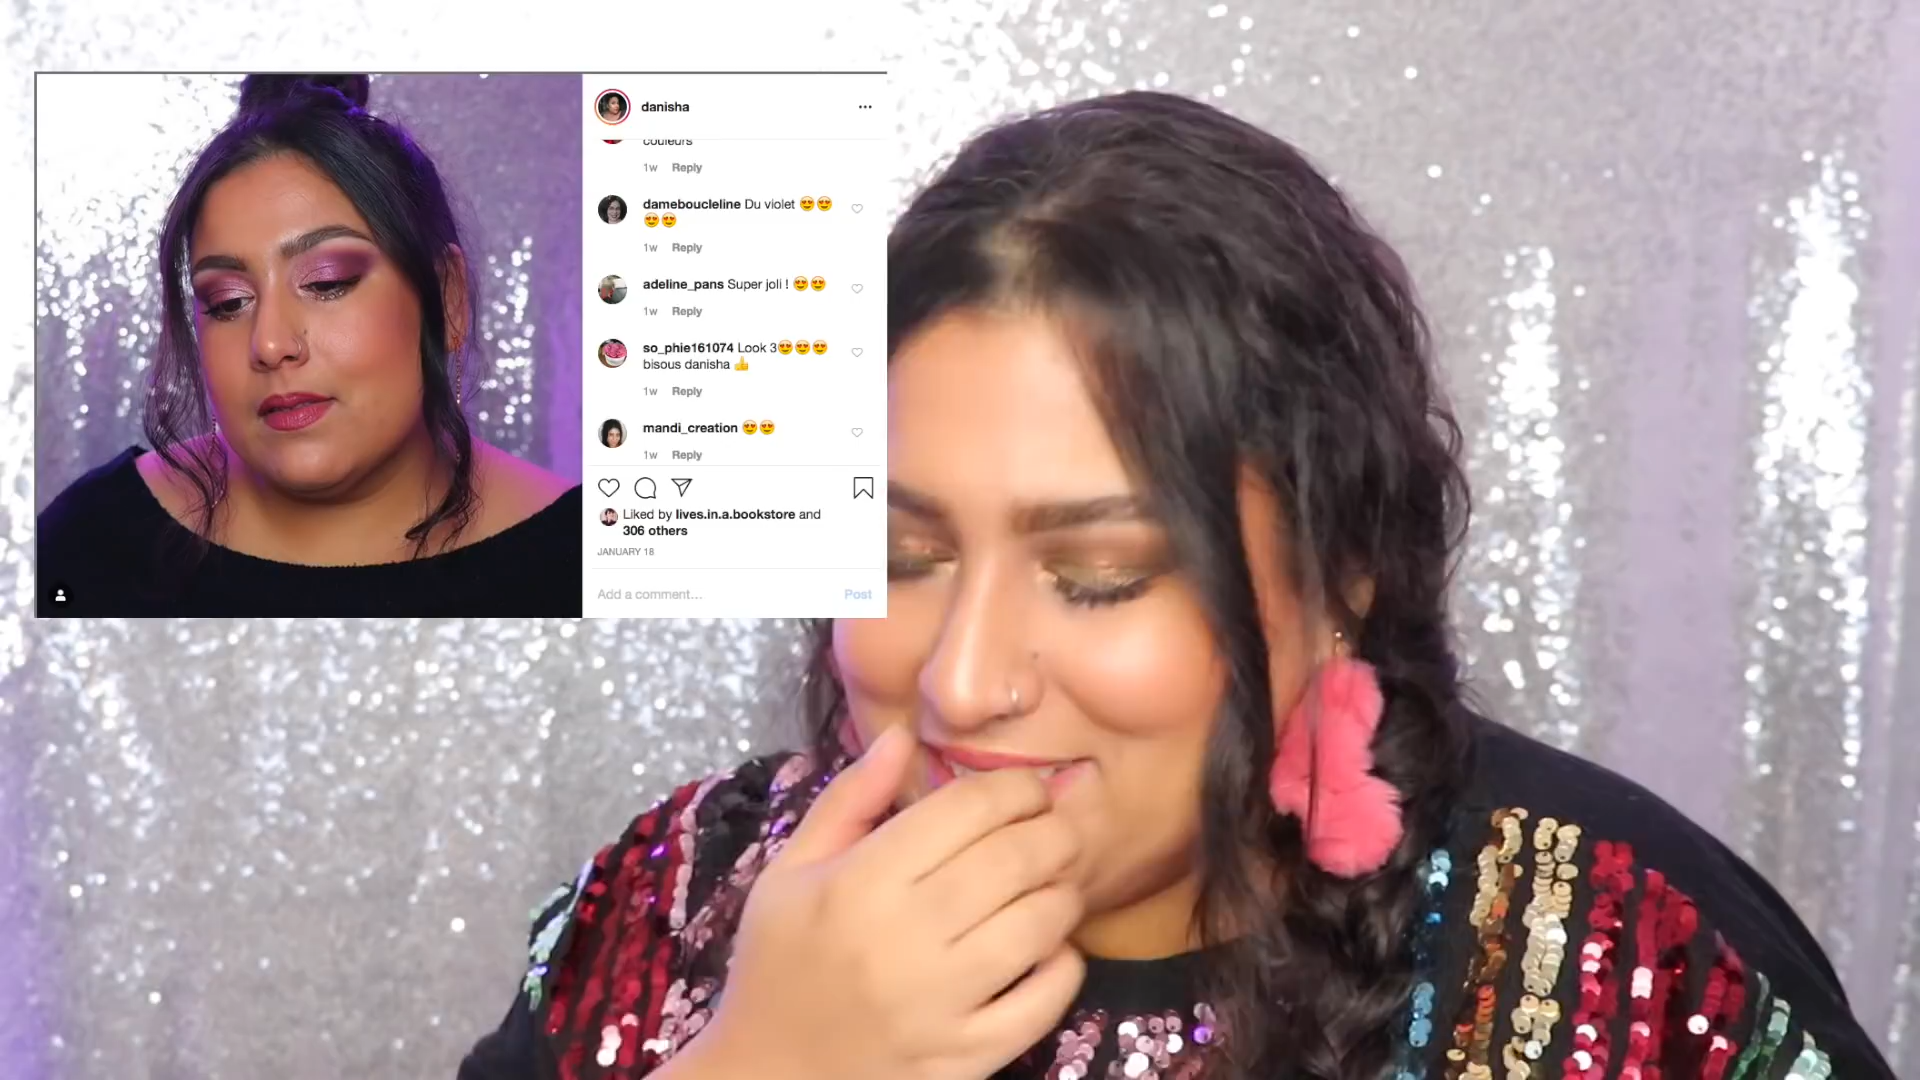 danisha
couleurs
1w Reply
dameboucleline Du violet 😍😍
😍😍
1w Reply
adeline_pans Super joli ! 😍😍
1w Reply
so_phie161074 Look 3😍😍😍
bisous danisha 👍
1w Reply
mandi_creation 😍😍
1w Reply
Liked by lives.in.a.bookstore and
306 others
JANUARY 18
Add a comment... Post